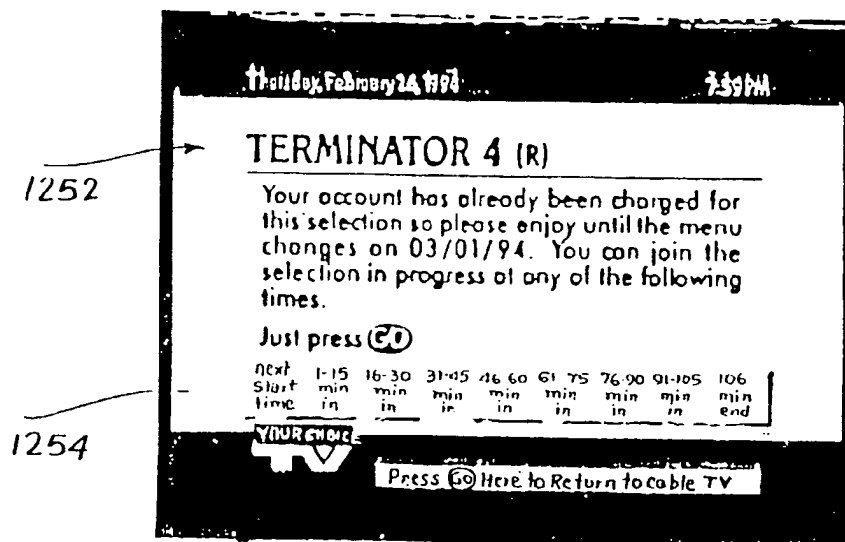 Thursday, February 24, 1994 7:59PM
TERMINATOR 4 (R)
1252
Your account has already been charged for
this selection so please enjoy until the menu
changes on 03/01/94. You can join the
selection in progress at any of the following
times.
Just press GO
next 1-15 16-30 31-45 46-60 61-75 76-90 91-105 106
start min min min min min min min min
time in in in in in in in end
1254
YOUR CHOICE
TV
Press Go Here to Return to cable TV